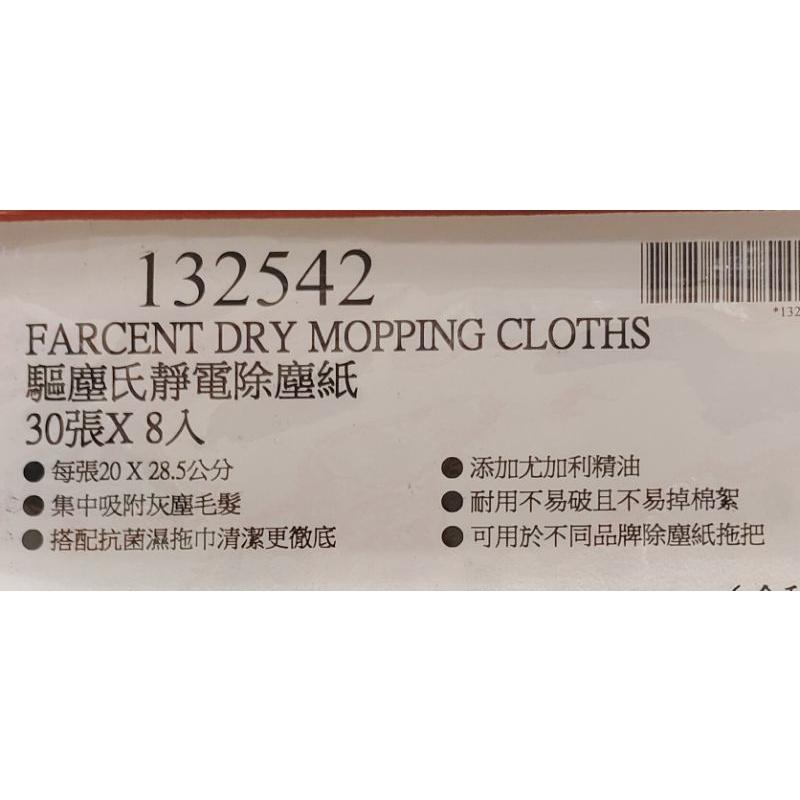 132542
*132
FARCENT DRY MOPPING CLOTHS
驅塵氏靜電除塵紙
30張X 8入
●每張20 X 28.5公分
●集中吸附灰塵毛髮
●搭配抗菌濕拖巾清潔更徹底
●添加尤加利精油
●耐用不易破且不易掉棉絮
●可用於不同品牌除塵紙拖把